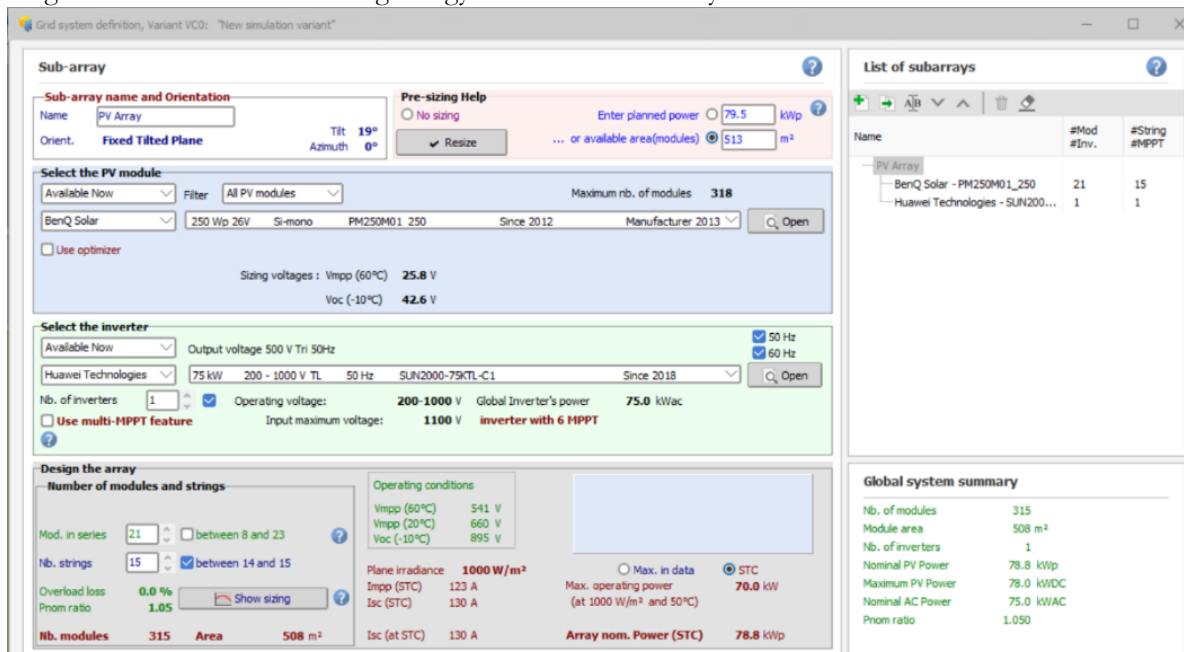 Grid system definition, Variant VC0: "New simulation variant"
Sub-array
Sub-array name and Orientation
Name PV Array
Orient. Fixed Tilted Plane Tilt 19°
Azimuth 0°
Pre-sizing Help
No sizing Enter planned power 79.5 kWp
Resize ... or available area(modules) 513 m²
Select the PV module
Available Now Filter All PV modules Maximum nb. of modules 318
BenQ Solar 250 Wp 26V Si-mono PM250M01_250 Since 2012 Manufacturer 2013 Open
Use optimizer
Sizing voltages : Vmpp (60°C) 25.8 V
Voc (-10°C) 42.6 V
Select the inverter
Available Now Output voltage 500 V Tri 50Hz 50 Hz
60 Hz
Huawei Technologies 75 kW 200 - 1000 V TL 50 Hz SUN2000-75KTL-C1 Since 2018 Open
Nb. of inverters 1 Operating voltage: 200-1000 V Global Inverter's power 75.0 kWac
Use multi-MPPT feature Input maximum voltage: 1100 V inverter with 6 MPPT
Design the array
Number of modules and strings
Mod. in series 21 between 8 and 23
Nb. strings 15 between 14 and 15
Overload loss 0.0 %
Pnom ratio 1.05 Show sizing
Nb. modules 315 Area 508 m²
Operating conditions
Vmpp (60°C) 541 V
Vmpp (20°C) 660 V
Voc (-10°C) 895 V
Plane irradiance 1000 W/m² Max. in data STC
Impp (STC) 123 A Max. operating power 70.0 kW
Isc (STC) 130 A (at 1000 W/m² and 50°C)
Isc (at STC) 130 A Array nom. Power (STC) 78.8 kWp
List of subarrays
Name #Mod #String
#Inv. #MPPT
PV Array
BenQ Solar - PM250M01_250 21 15
Huawei Technologies - SUN200... 1 1
Global system summary
Nb. of modules 315
Module area 508 m²
Nb. of inverters 1
Nominal PV Power 78.8 kWp
Maximum PV Power 78.0 kWDC
Nominal AC Power 75.0 kWAC
Pnom ratio 1.050